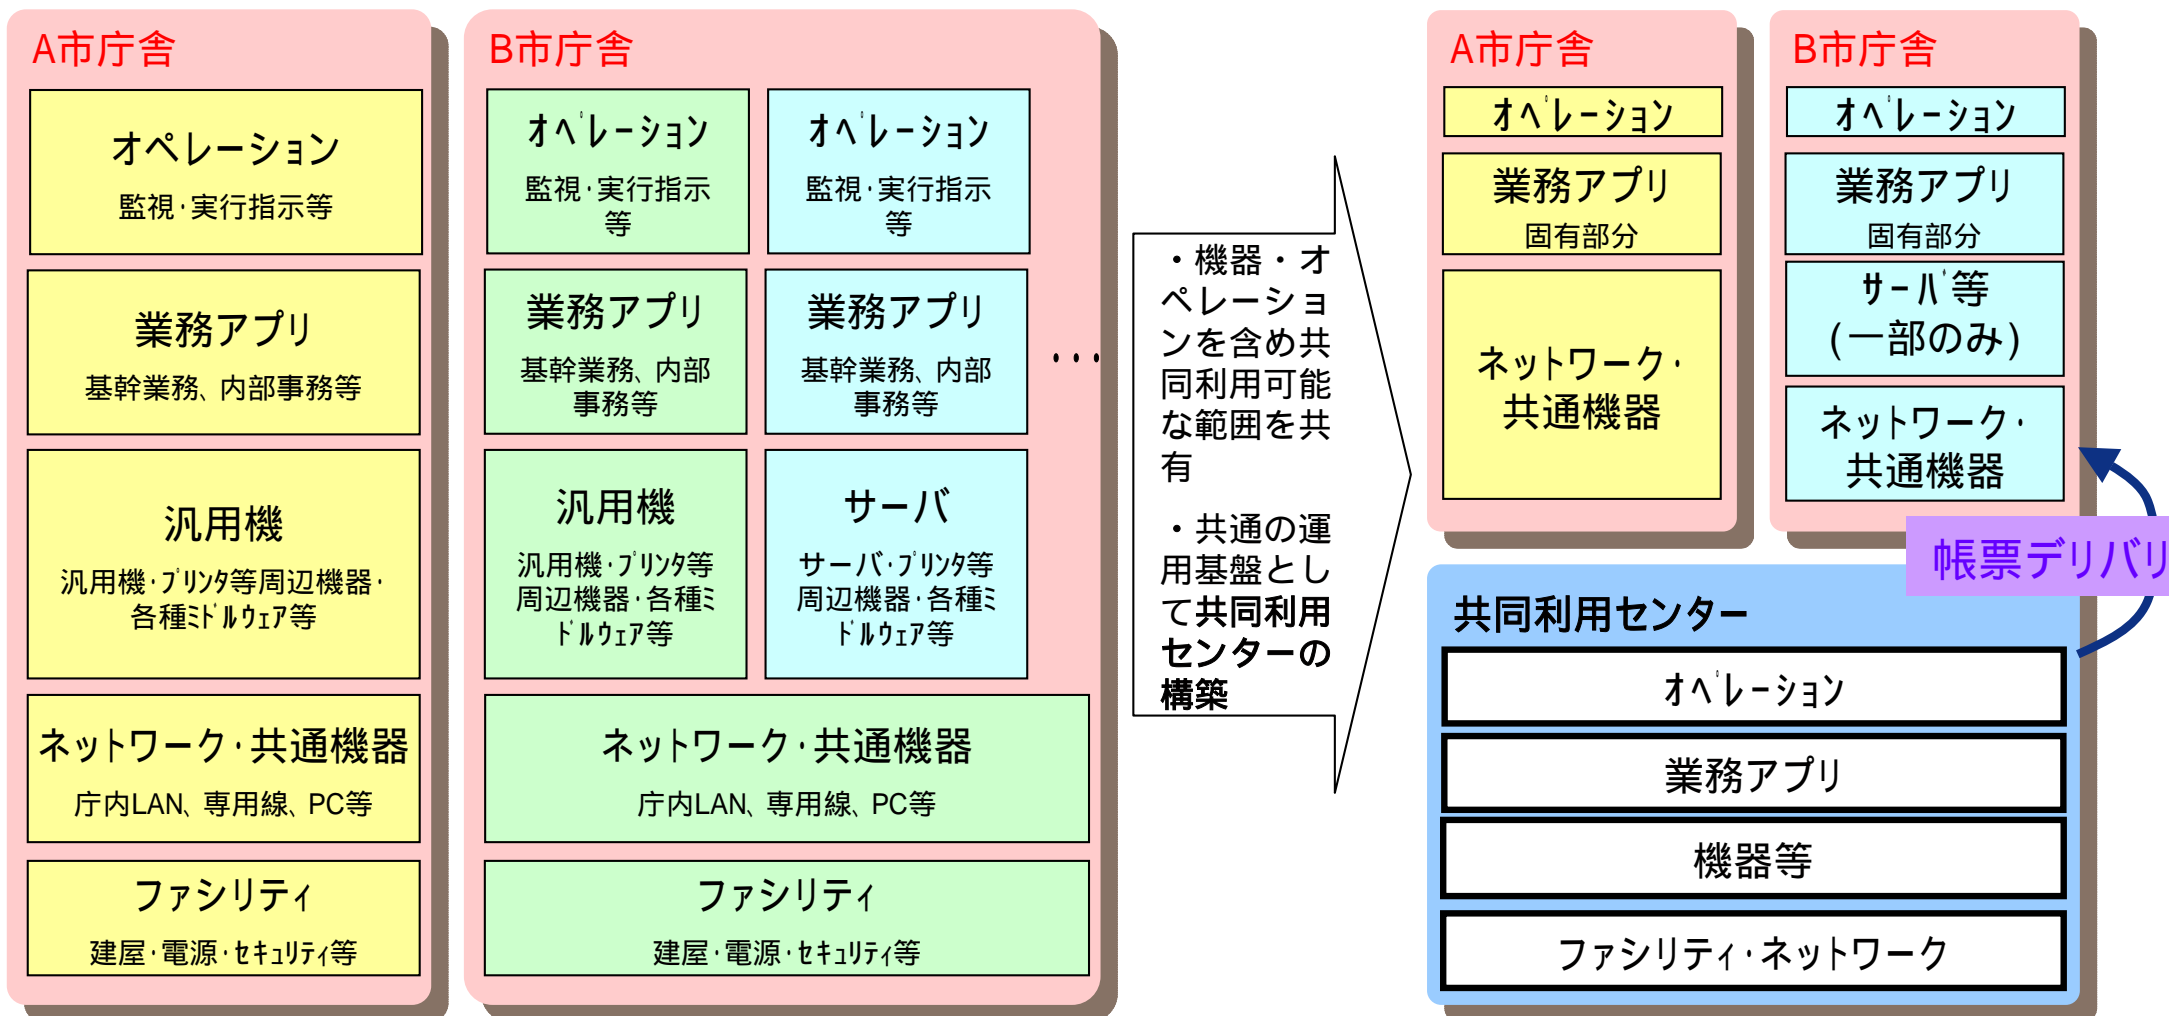 A市庁舎
オペレーション
監視・実行指示等
業務アプリ
基幹業務、内部事務等
汎用機
汎用機・プリンタ等周辺機器・
各種ミドルウェア等
ネットワーク・共通機器
庁内LAN、専用線、PC等
ファシリティ
建屋・電源・セキュリティ等
B市庁舎
オペレーション
監視・実行指示
等
オペレーション
監視・実行指示
等
業務アプリ
基幹業務、内部
事務等
業務アプリ
基幹業務、内部
事務等
・・・
汎用機
汎用機・プリンタ等
周辺機器・各種ミ
ドルウェア等
サーバ
サーバ・プリンタ等
周辺機器・各種ミ
ドルウェア等
ネットワーク・共通機器
庁内LAN、専用線、PC等
ファシリティ
建屋・電源・セキュリティ等
・機器・オ
ペレーショ
ンを含め共
同利用可能
な範囲を共
有
・共通の運
用基盤とし
て共同利用
センターの
構築
A市庁舎
オペレーション
業務アプリ
固有部分
ネットワーク・
共通機器
B市庁舎
オペレーション
業務アプリ
固有部分
サーバ等
(一部のみ)
ネットワーク・
共通機器
帳票デリバリ
共同利用センター
オペレーション
業務アプリ
機器等
ファシリティ・ネットワーク